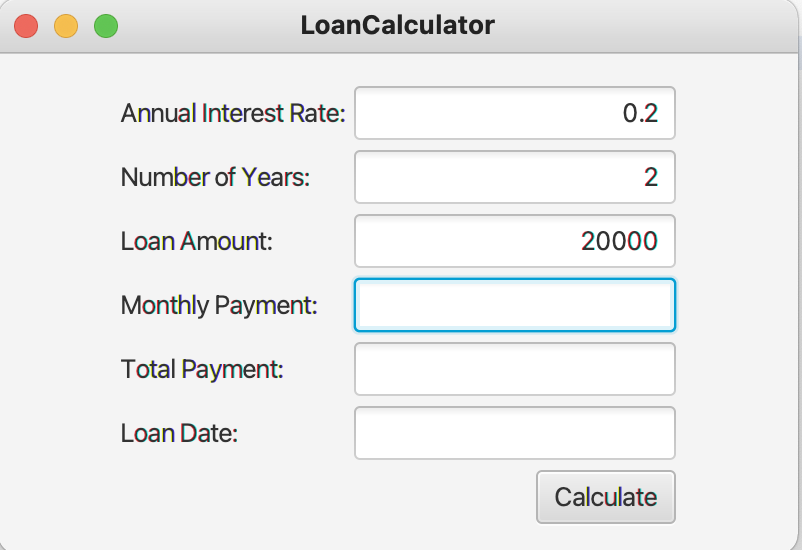 LoanCalculator
Annual Interest Rate: 0.2
Number of Years: 2
Loan Amount: 20000
Monthly Payment:
Total Payment:
Loan Date:
Calculate